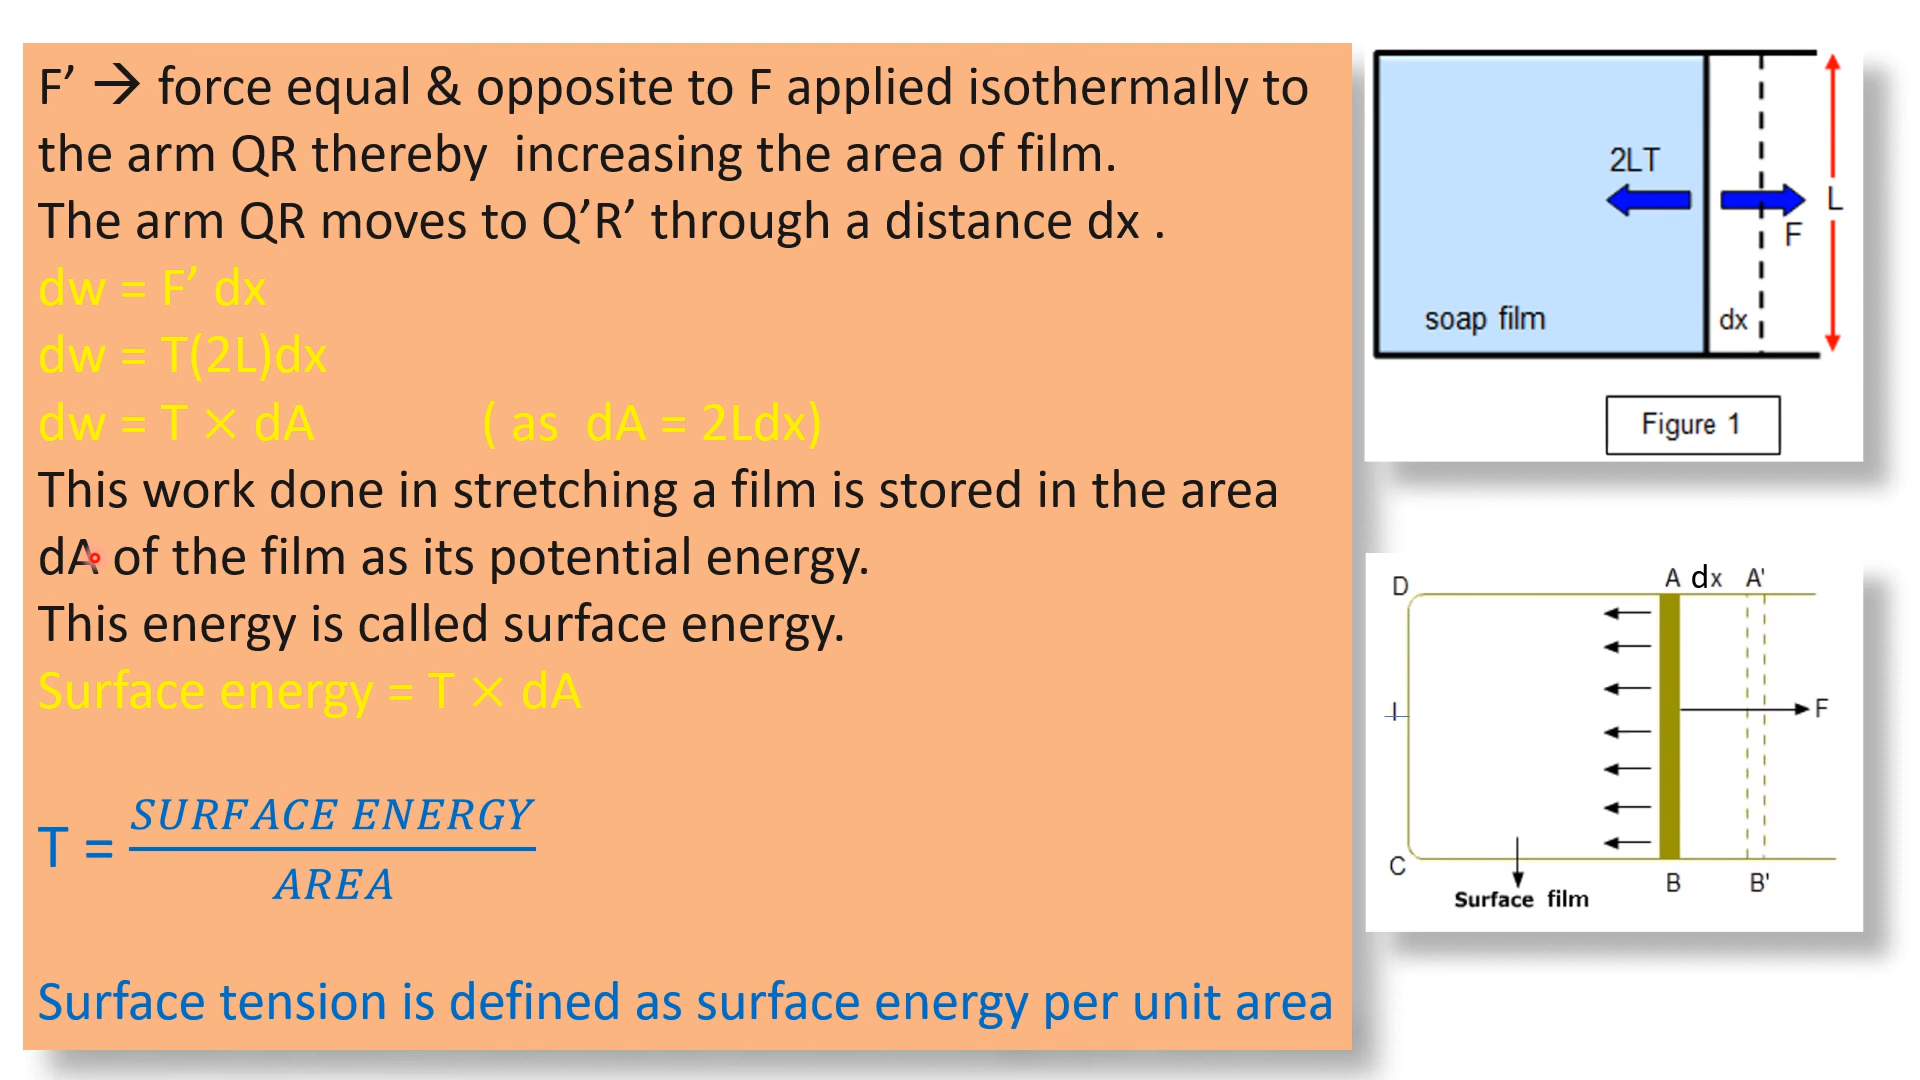 F’ → force equal & opposite to F applied isothermally to
the arm QR thereby increasing the area of film.
The arm QR moves to Q’R’ through a distance dx .
dw = F’ dx
dw = T(2L)dx
dw = T × dA ( as dA = 2Ldx)
This work done in stretching a film is stored in the area
dA of the film as its potential energy.
This energy is called surface energy.
Surface energy = T × dA
T = SURFACE ENERGY
AREA
Surface tension is defined as surface energy per unit area
2LT
L
F
soap film
dx
Figure 1
D
A dx A'
F
C
B
B'
Surface film